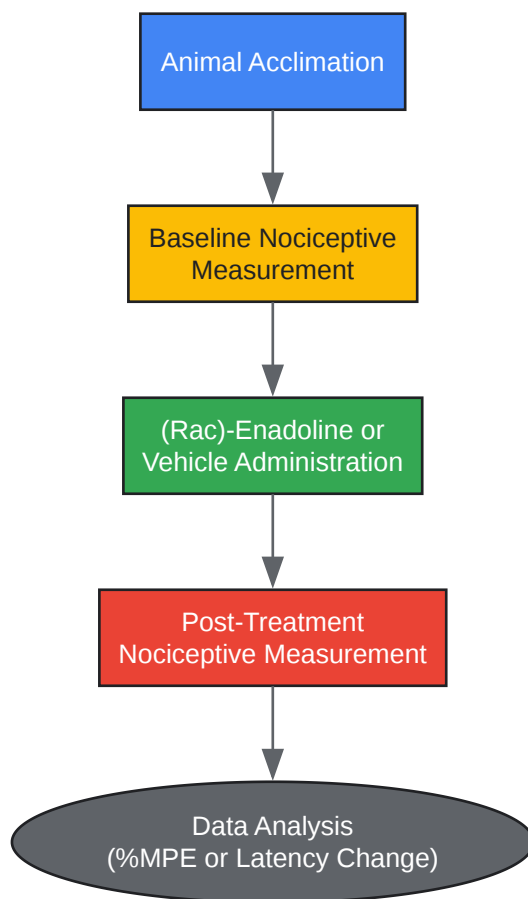 Animal Acclimation
Baseline Nociceptive
Measurement
(Rac)-Enadoline or
Vehicle Administration
Post-Treatment
Nociceptive Measurement
Data Analysis
(%MPE or Latency Change)